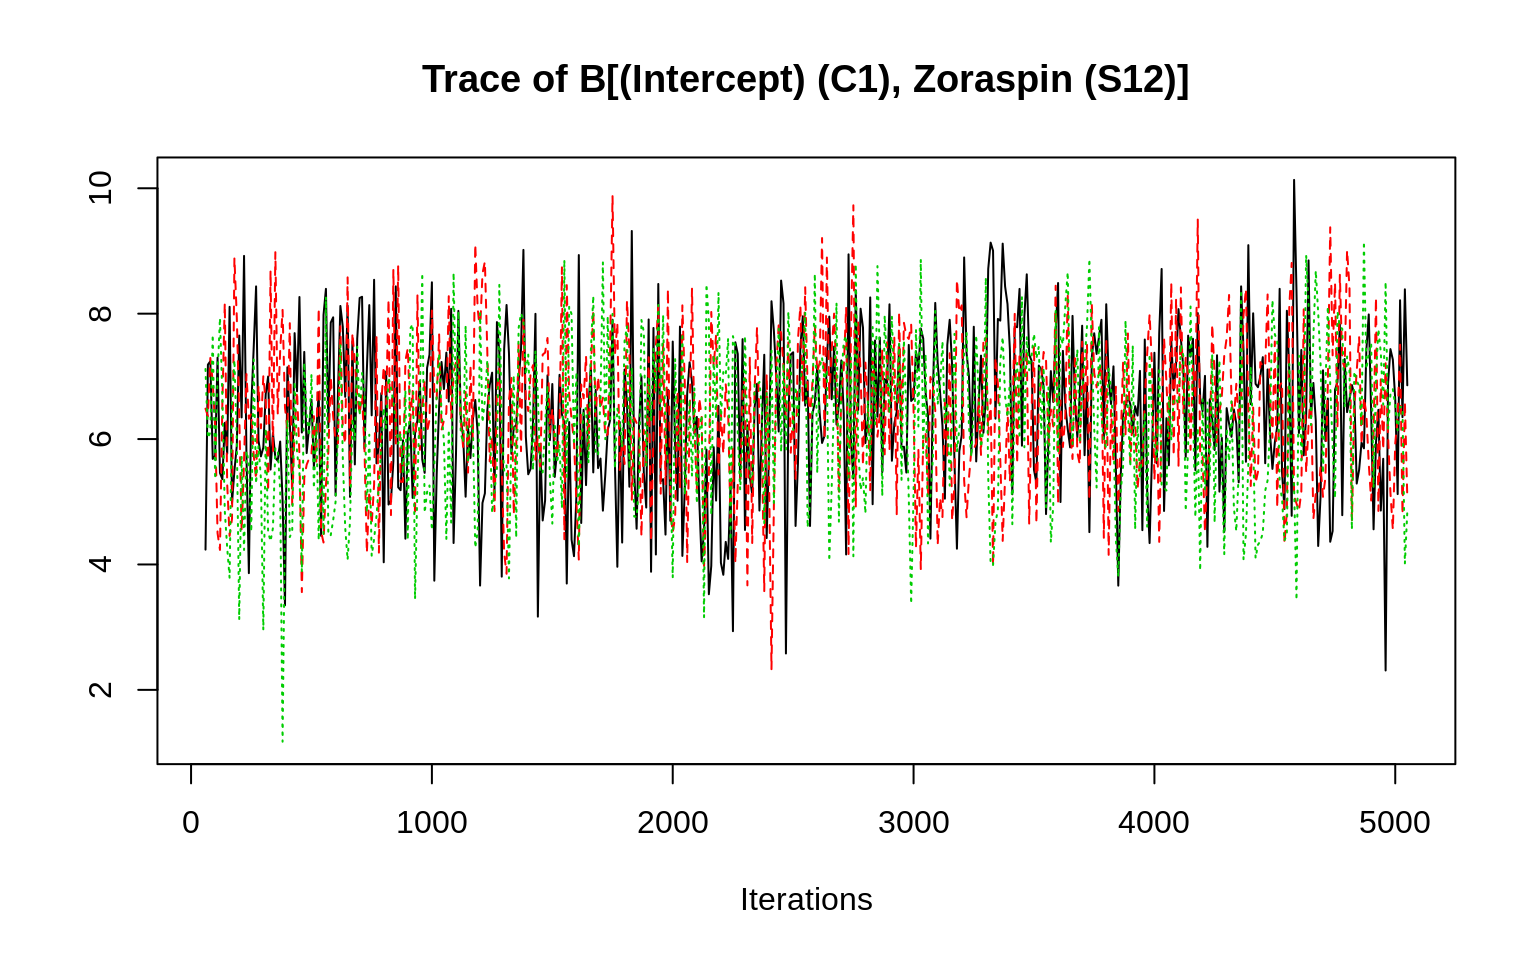 Trace of B[(Intercept) (C1), Zoraspin (S12)]
10
8
6
4
2
0 1000 2000 3000 4000 5000
Iterations